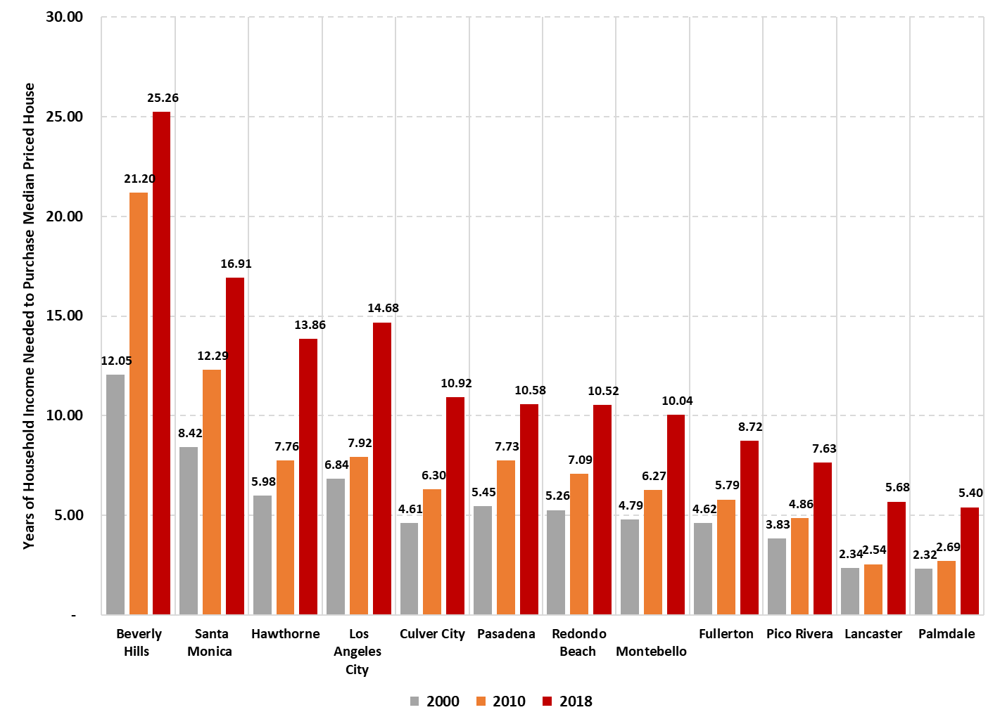 Years of Household Income Needed to Purchase Median Priced House
30.00
25.00
20.00
15.00
10.00
5.00
-
12.05
21.20
25.26
8.42
12.29
16.91
5.98
7.76
13.86
6.84
7.92
14.68
4.61
6.30
10.92
5.45
7.73
10.58
5.26
7.09
10.52
4.79
6.27
10.04
4.62
5.79
8.72
3.83
4.86
7.63
2.34
2.54
5.68
2.32
2.69
5.40
Beverly
Hills
Santa
Monica
Hawthorne
Los
Angeles
City
Culver City
Pasadena
Redondo
Beach
Montebello
Fullerton
Pico Rivera
Lancaster
Palmdale
2000
2010
2018